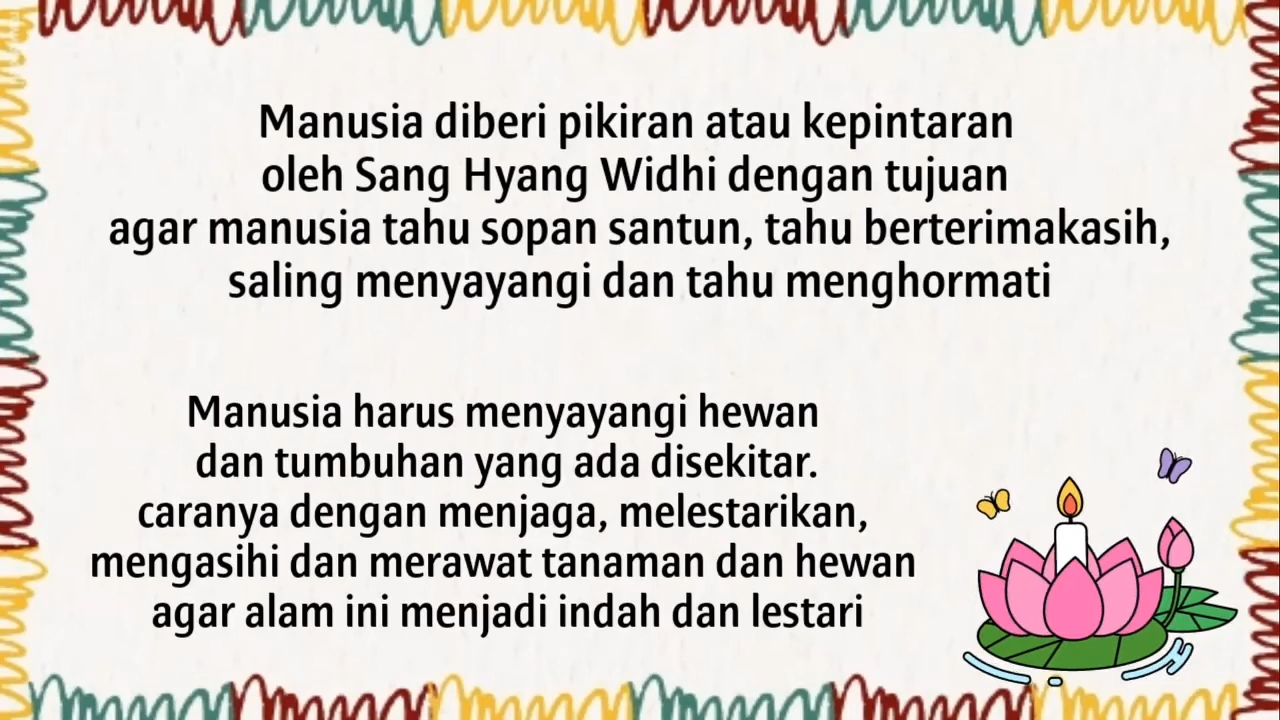 Manusia diberi pikiran atau kepintaran
oleh Sang Hyang Widhi dengan tujuan
agar manusia tahu sopan santun, tahu berterimakasih,
saling menyayangi dan tahu menghormati
Manusia harus menyayangi hewan
dan tumbuhan yang ada disekitar.
caranya dengan menjaga, melestarikan,
mengasihi dan merawat tanaman dan hewan
agar alam ini menjadi indah dan lestari